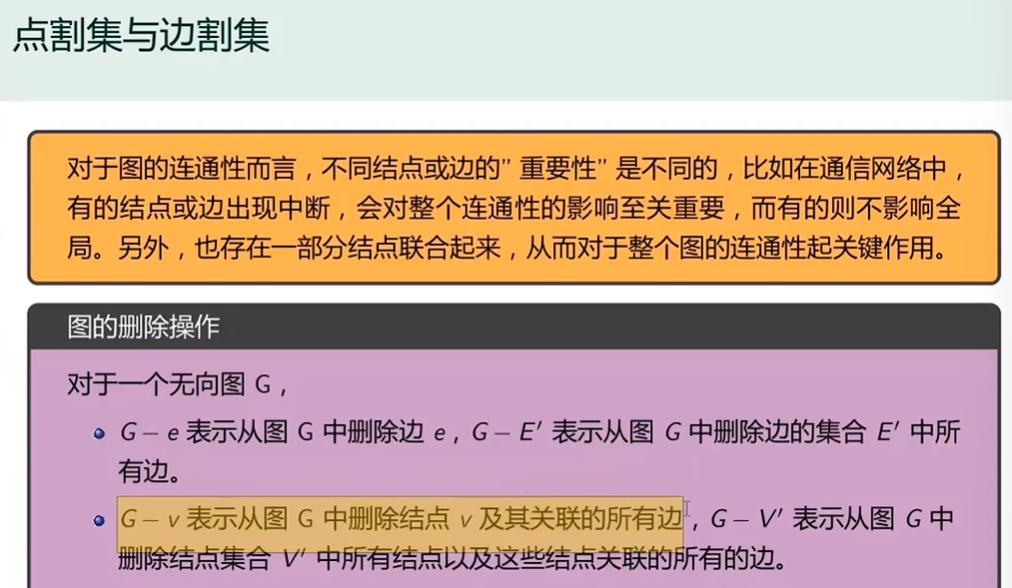 点割集与边割集
对于图的连通性而言，不同结点或边的" 重要性" 是不同的，比如在通信网络中，
有的结点或边出现中断，会对整个连通性的影响至关重要，而有的则不影响全
局。另外，也存在一部分结点联合起来，从而对于整个图的连通性起关键作用。
图的删除操作
对于一个无向图 G，
G − e 表示从图 G 中删除边 e，G − E′ 表示从图 G 中删除边的集合 E′ 中所
有边。
G − v 表示从图 G 中删除结点 v 及其关联的所有边，G − V′ 表示从图 G 中
删除结点集合 V′ 中所有结点以及这些结点关联的所有的边。